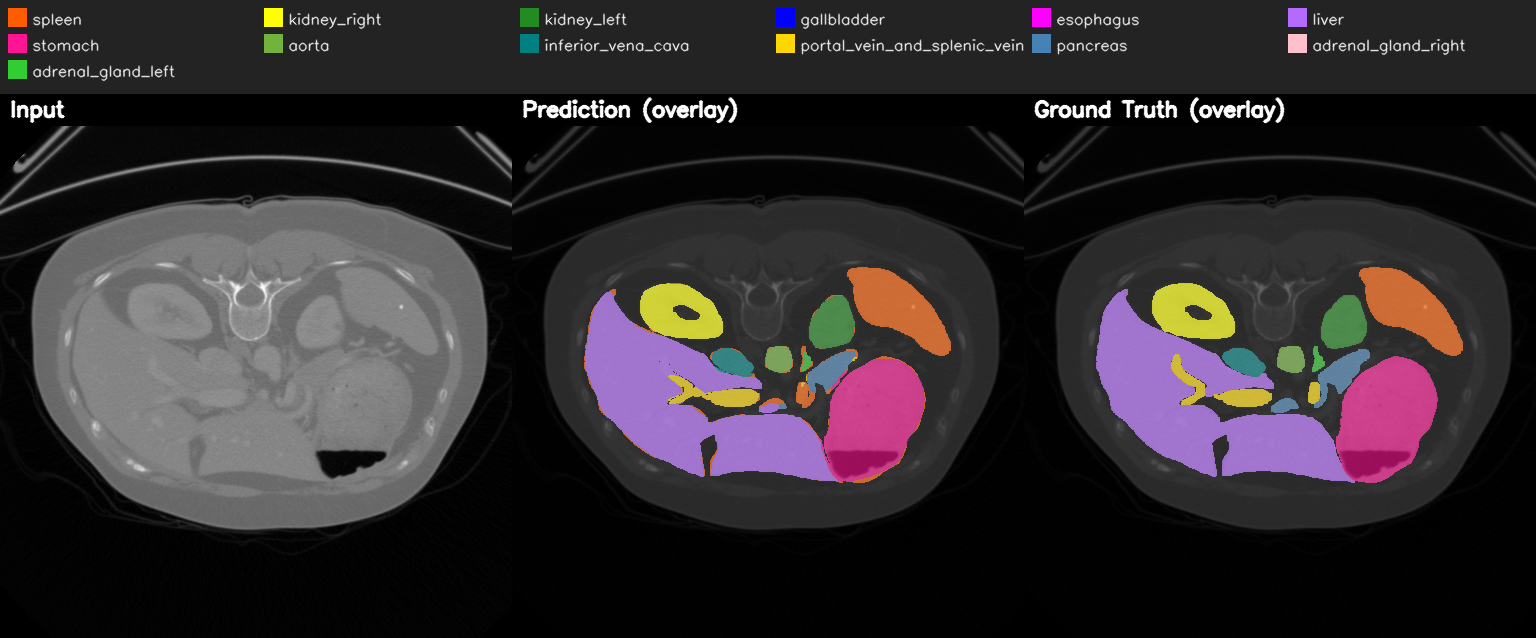 spleen kidney_right kidney_left gallbladder esophagus liver
stomach aorta inferior_vena_cava portal_vein_and_splenic_vein pancreas adrenal_gland_right
adrenal_gland_left
Input Prediction (overlay) Ground Truth (overlay)